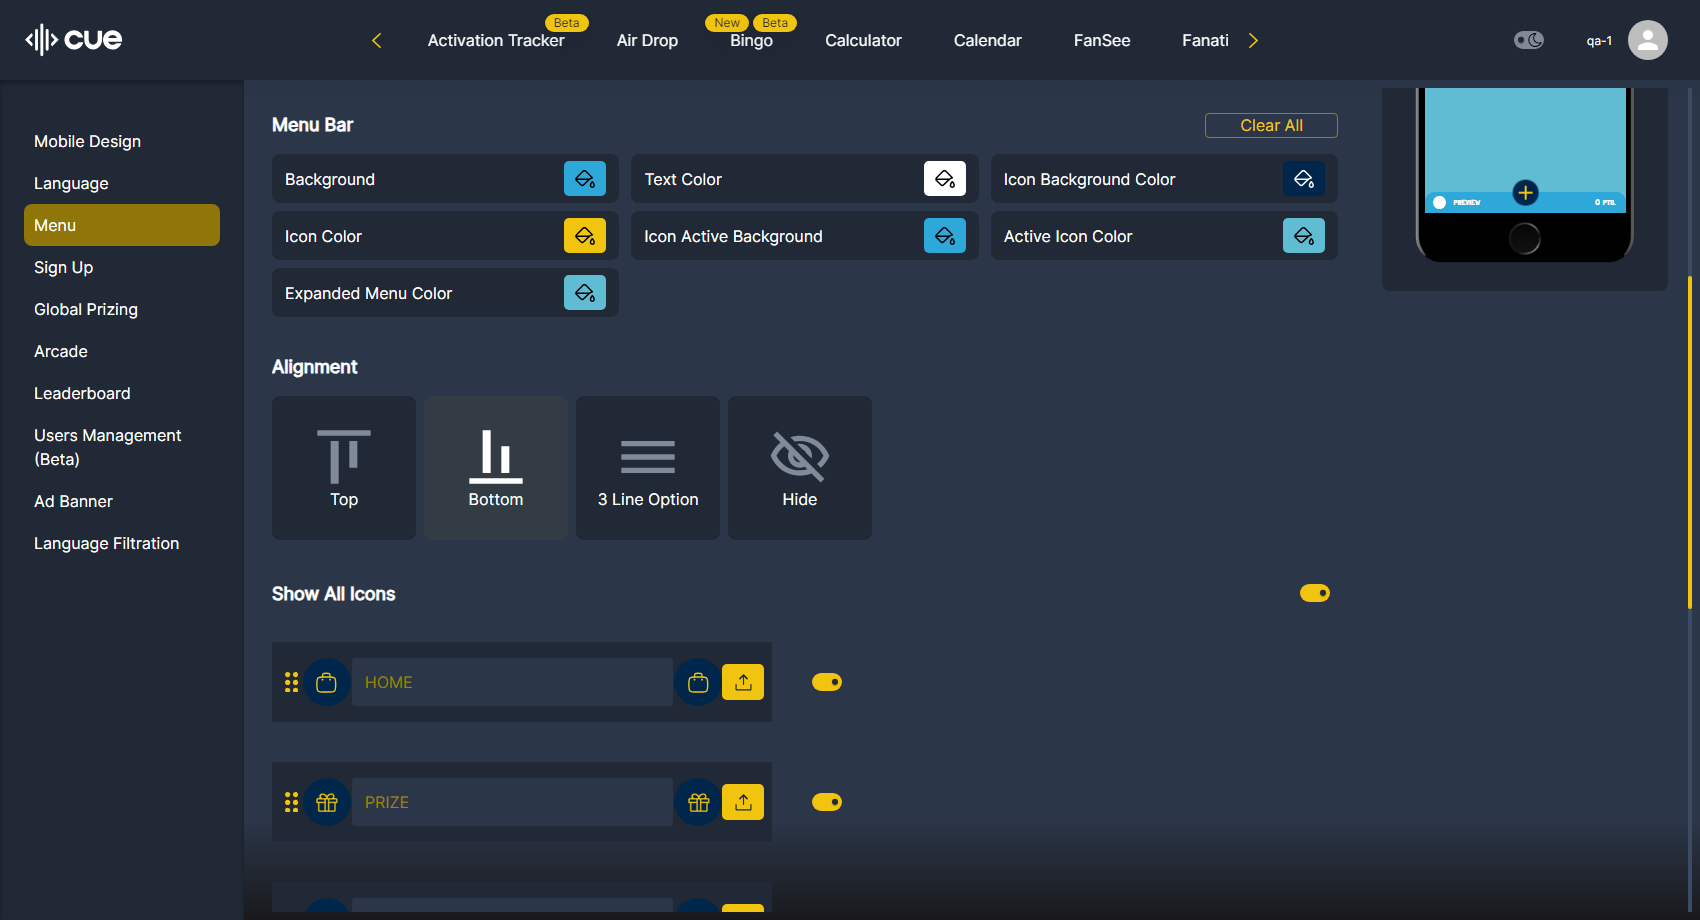 cue
Activation Tracker
Beta
Air Drop
New
Beta
Bingo
Calculator
Calendar
FanSee
Fanati
qa-1
Mobile Design
Language
Menu
Sign Up
Global Prizing
Arcade
Leaderboard
Users Management
(Beta)
Ad Banner
Language Filtration
Menu Bar
Clear All
Background
Text Color
Icon Background Color
Icon Color
Icon Active Background
Active Icon Color
Expanded Menu Color
PREVIEW
0 PTS.
Alignment
Top
Bottom
3 Line Option
Hide
Show All Icons
HOME
PRIZE